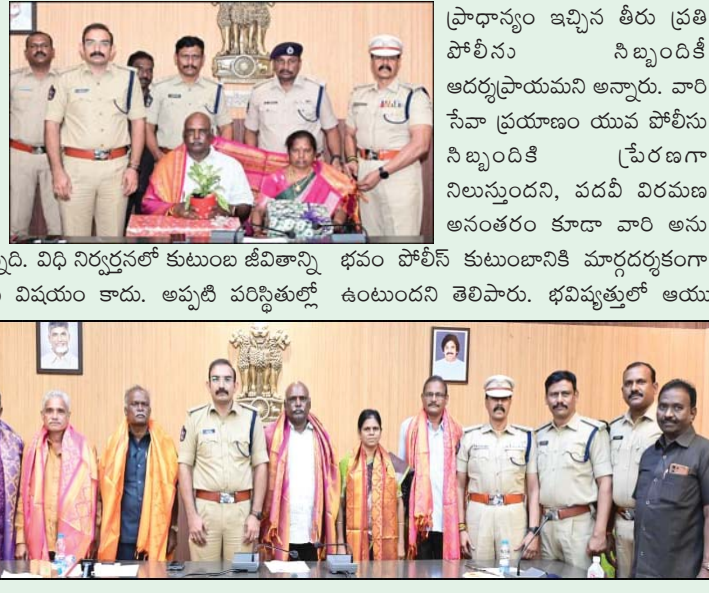 ప్రాధాన్యం ఇచ్చిన తీరు ప్రతి
పోలీను సిబ్బందికీ
ఆదర్శప్రాయమని అన్నారు. వారి
సేవా ప్రయాణం యువ పోలీసు
సిబ్బందికి ప్రేరణగా
నిలుస్తుందని, పదవీ విరమణ
అనంతరం కూడా వారి అను
విధి నిర్వర్తనలో కుటుంబ జీవితాన్ని
విషయం కాదు. అప్పటి పరిస్థితుల్లో
భవం పోలీస్ కుటుంబానికి మార్గదర్శకంగా
ఉంటుందని తెలిపారు. భవిష్యత్తులో ఆయు